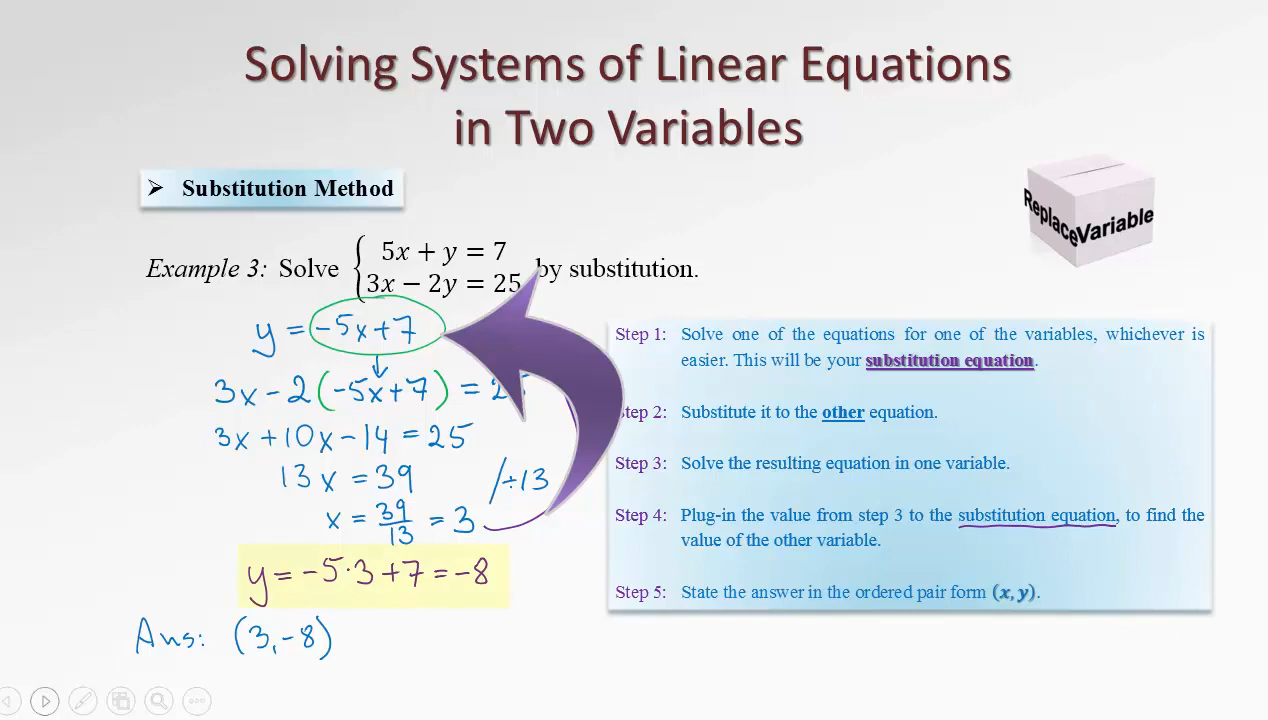 Solving Systems of Linear Equations
in Two Variables
➢ Substitution Method
ReplaceVariable
Example 3: Solve { 5x + y = 7
3x − 2y = 25 by substitution.
y = -5x+7
3x - 2(-5x+7) = 25
3x +10x - 14 = 25
13x = 39 /÷13
x = 39/13 = 3
y = -5·3 +7 = -8
Ans: (3,-8)
Step 1: Solve one of the equations for one of the variables, whichever is
easier. This will be your substitution equation.
Step 2: Substitute it to the other equation.
Step 3: Solve the resulting equation in one variable.
Step 4: Plug-in the value from step 3 to the substitution equation, to find the
value of the other variable.
Step 5: State the answer in the ordered pair form (x, y).